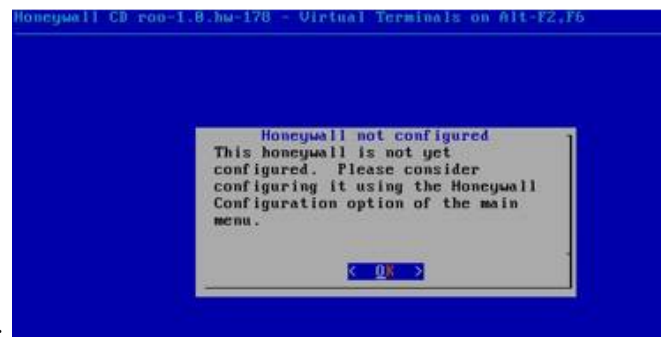 Honeywall CD roo-1.0.hw-178 - Virtual Terminals on Alt-F2,F6
Honeywall not configured
This honeywall is not yet
configured.  Please consider
configuring it using the Honeywall
Configuration option of the main
menu.
< OK >